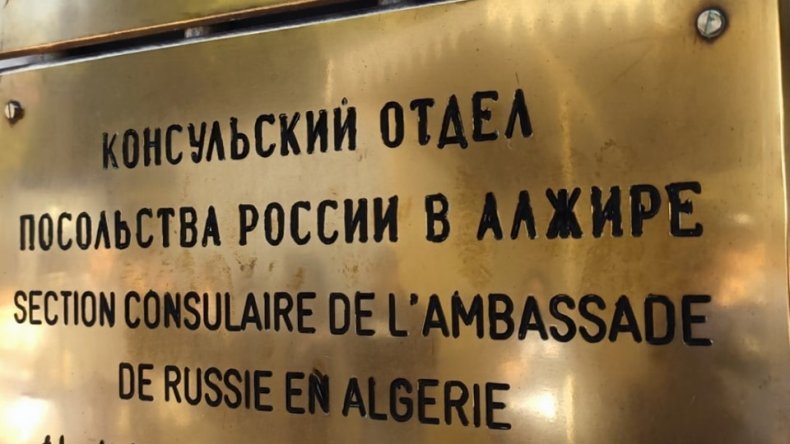 КОНСУЛЬСКИЙ ОТДЕЛ
ПОСОЛЬСТВА РОССИИ В АЛЖИРЕ
SECTION CONSULAIRE DE L'AMBASSADE
DE RUSSIE EN ALGERIE